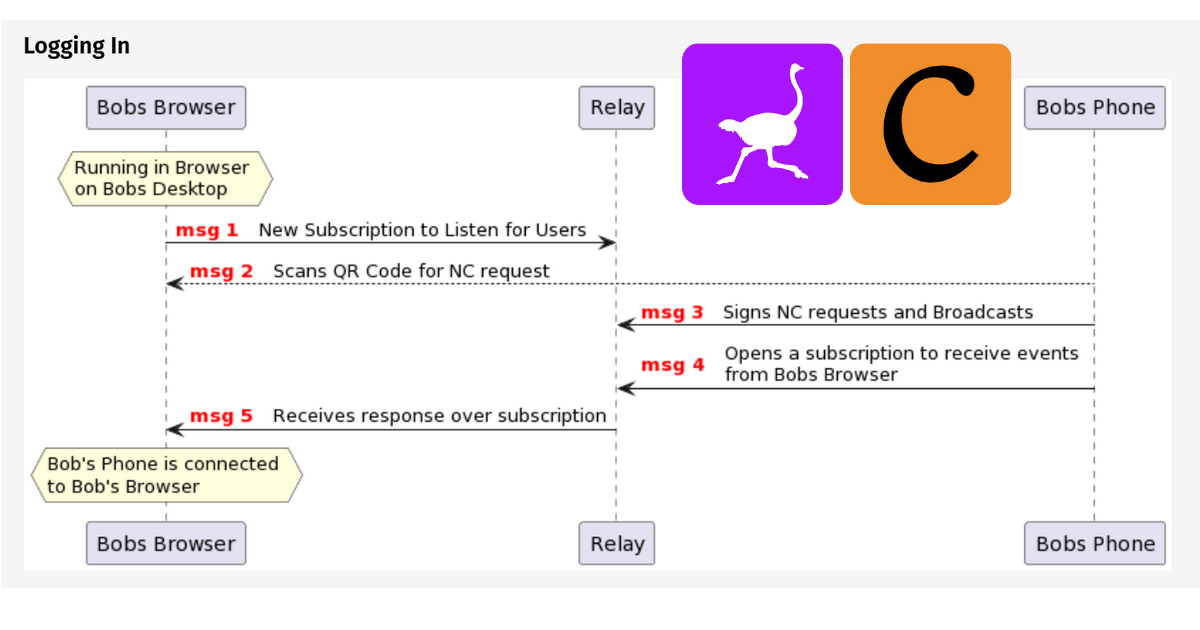 Logging In
C
Bobs Browser
Relay
Bobs Phone
Running in Browser
on Bobs Desktop
msg 1 New Subscription to Listen for Users
msg 2 Scans QR Code for NC request
msg 3 Signs NC requests and Broadcasts
msg 4 Opens a subscription to receive events
from Bobs Browser
msg 5 Receives response over subscription
Bob's Phone is connected
to Bob's Browser
Bobs Browser
Relay
Bobs Phone